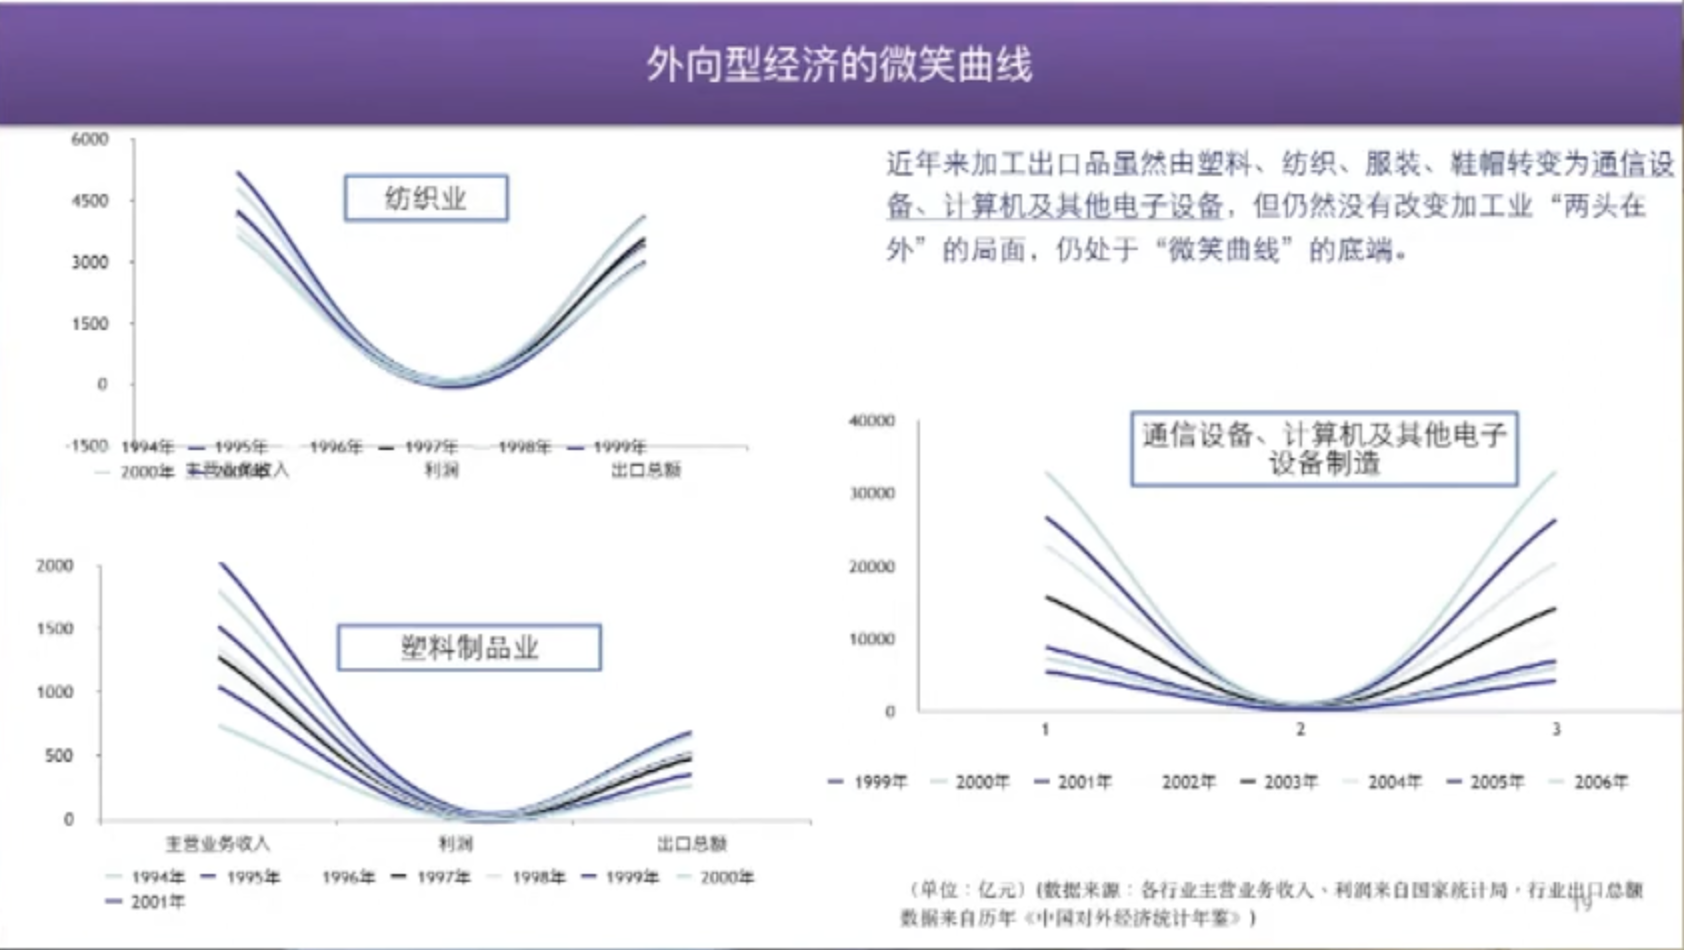 外向型经济的微笑曲线
6000
4500
3000
1500
0
-1500
纺织业
1994年 1995年 1996年 1997年 1998年 1999年
2000年 2001年
主营业务收入 利润 出口总额
近年来加工出口品虽然由塑料、纺织、服装、鞋帽转变为通信设
备、计算机及其他电子设备，但仍然没有改变加工业“两头在
外”的局面，仍处于“微笑曲线”的底端。
2000
1500
1000
500
0
塑料制品业
主营业务收入 利润 出口总额
1994年 1995年 1996年 1997年 1998年 1999年 2000年
2001年
40000
30000
20000
10000
0
通信设备、计算机及其他电子
设备制造
1 2 3
1999年 2000年 2001年 2002年 2003年 2004年 2005年 2006年
（单位：亿元）(数据来源：各行业主营业务收入、利润来自国家统计局，行业出口总额
数据来自历年《中国对外经济统计年鉴》)
19